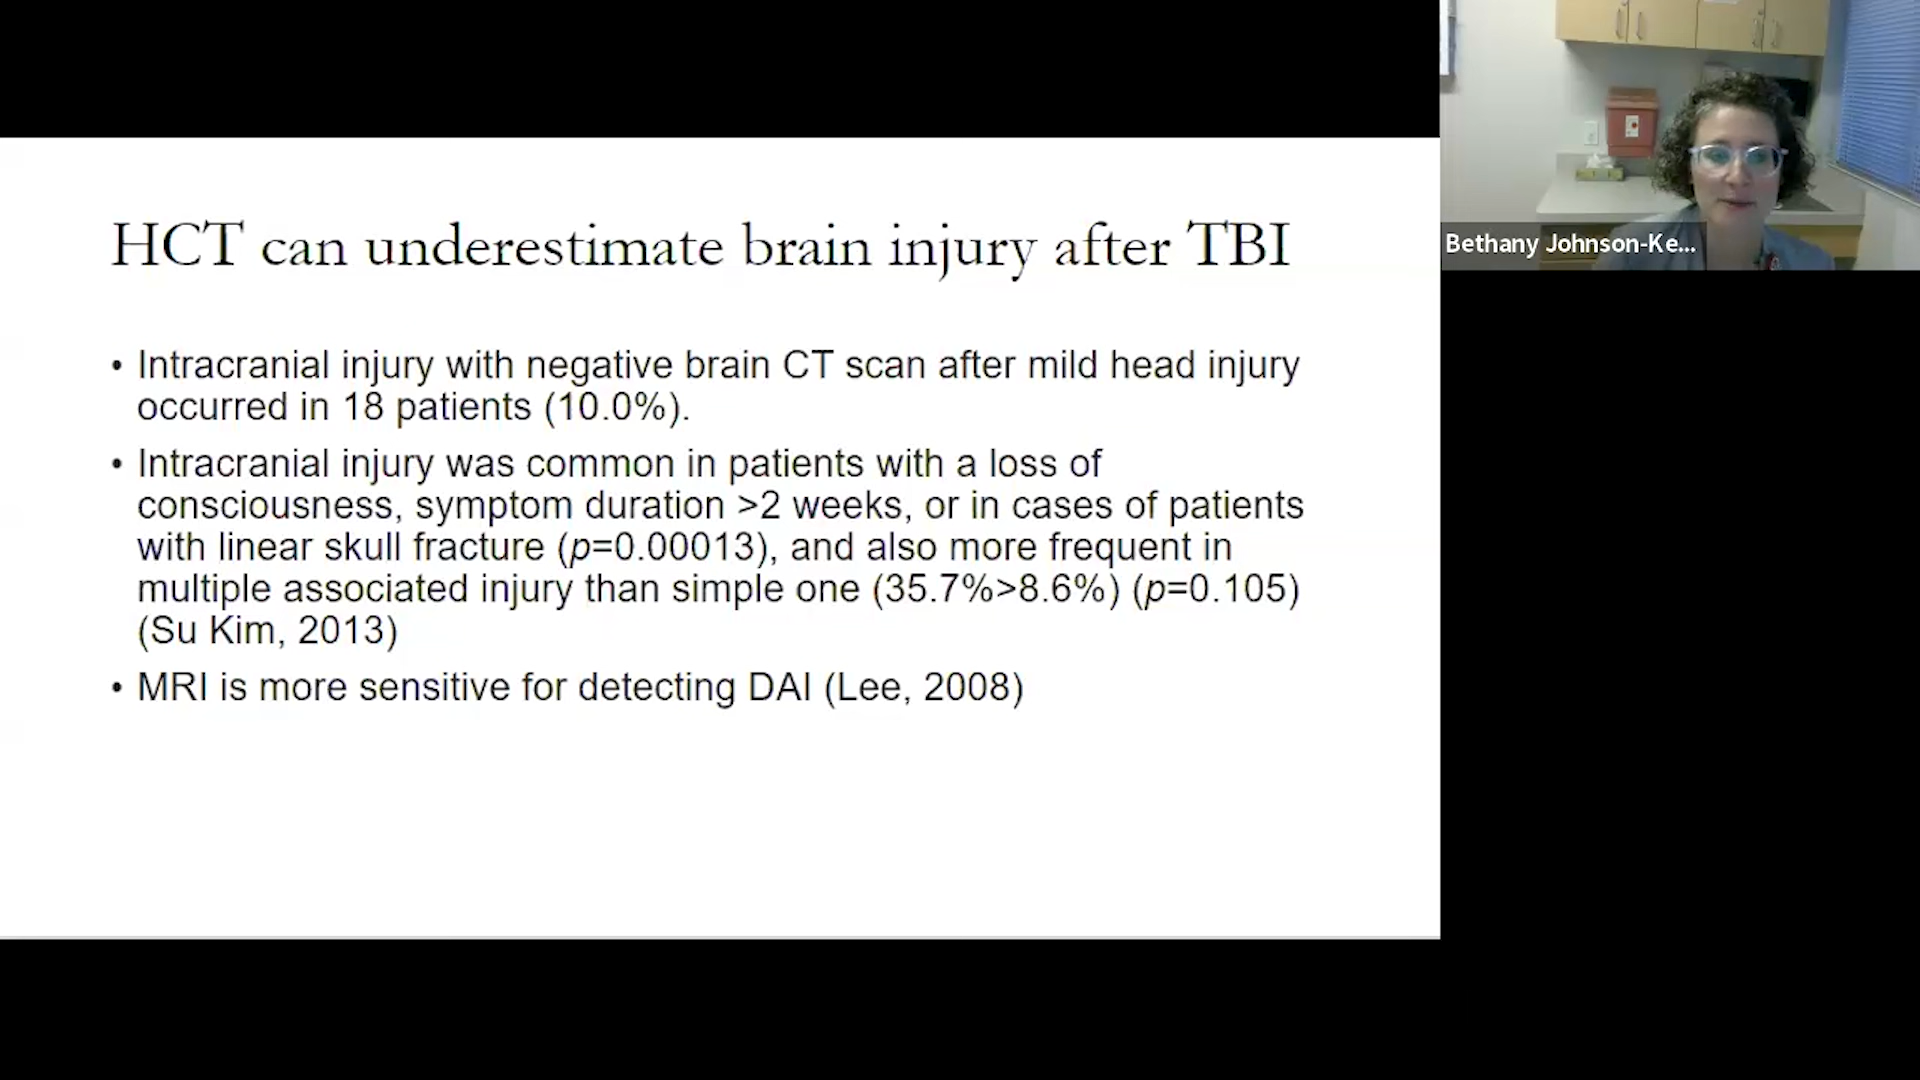 HCT can underestimate brain injury after TBI
• Intracranial injury with negative brain CT scan after mild head injury
occurred in 18 patients (10.0%).
• Intracranial injury was common in patients with a loss of
consciousness, symptom duration >2 weeks, or in cases of patients
with linear skull fracture (p=0.00013), and also more frequent in
multiple associated injury than simple one (35.7%>8.6%) (p=0.105)
(Su Kim, 2013)
• MRI is more sensitive for detecting DAI (Lee, 2008)
Bethany Johnson-Ke...